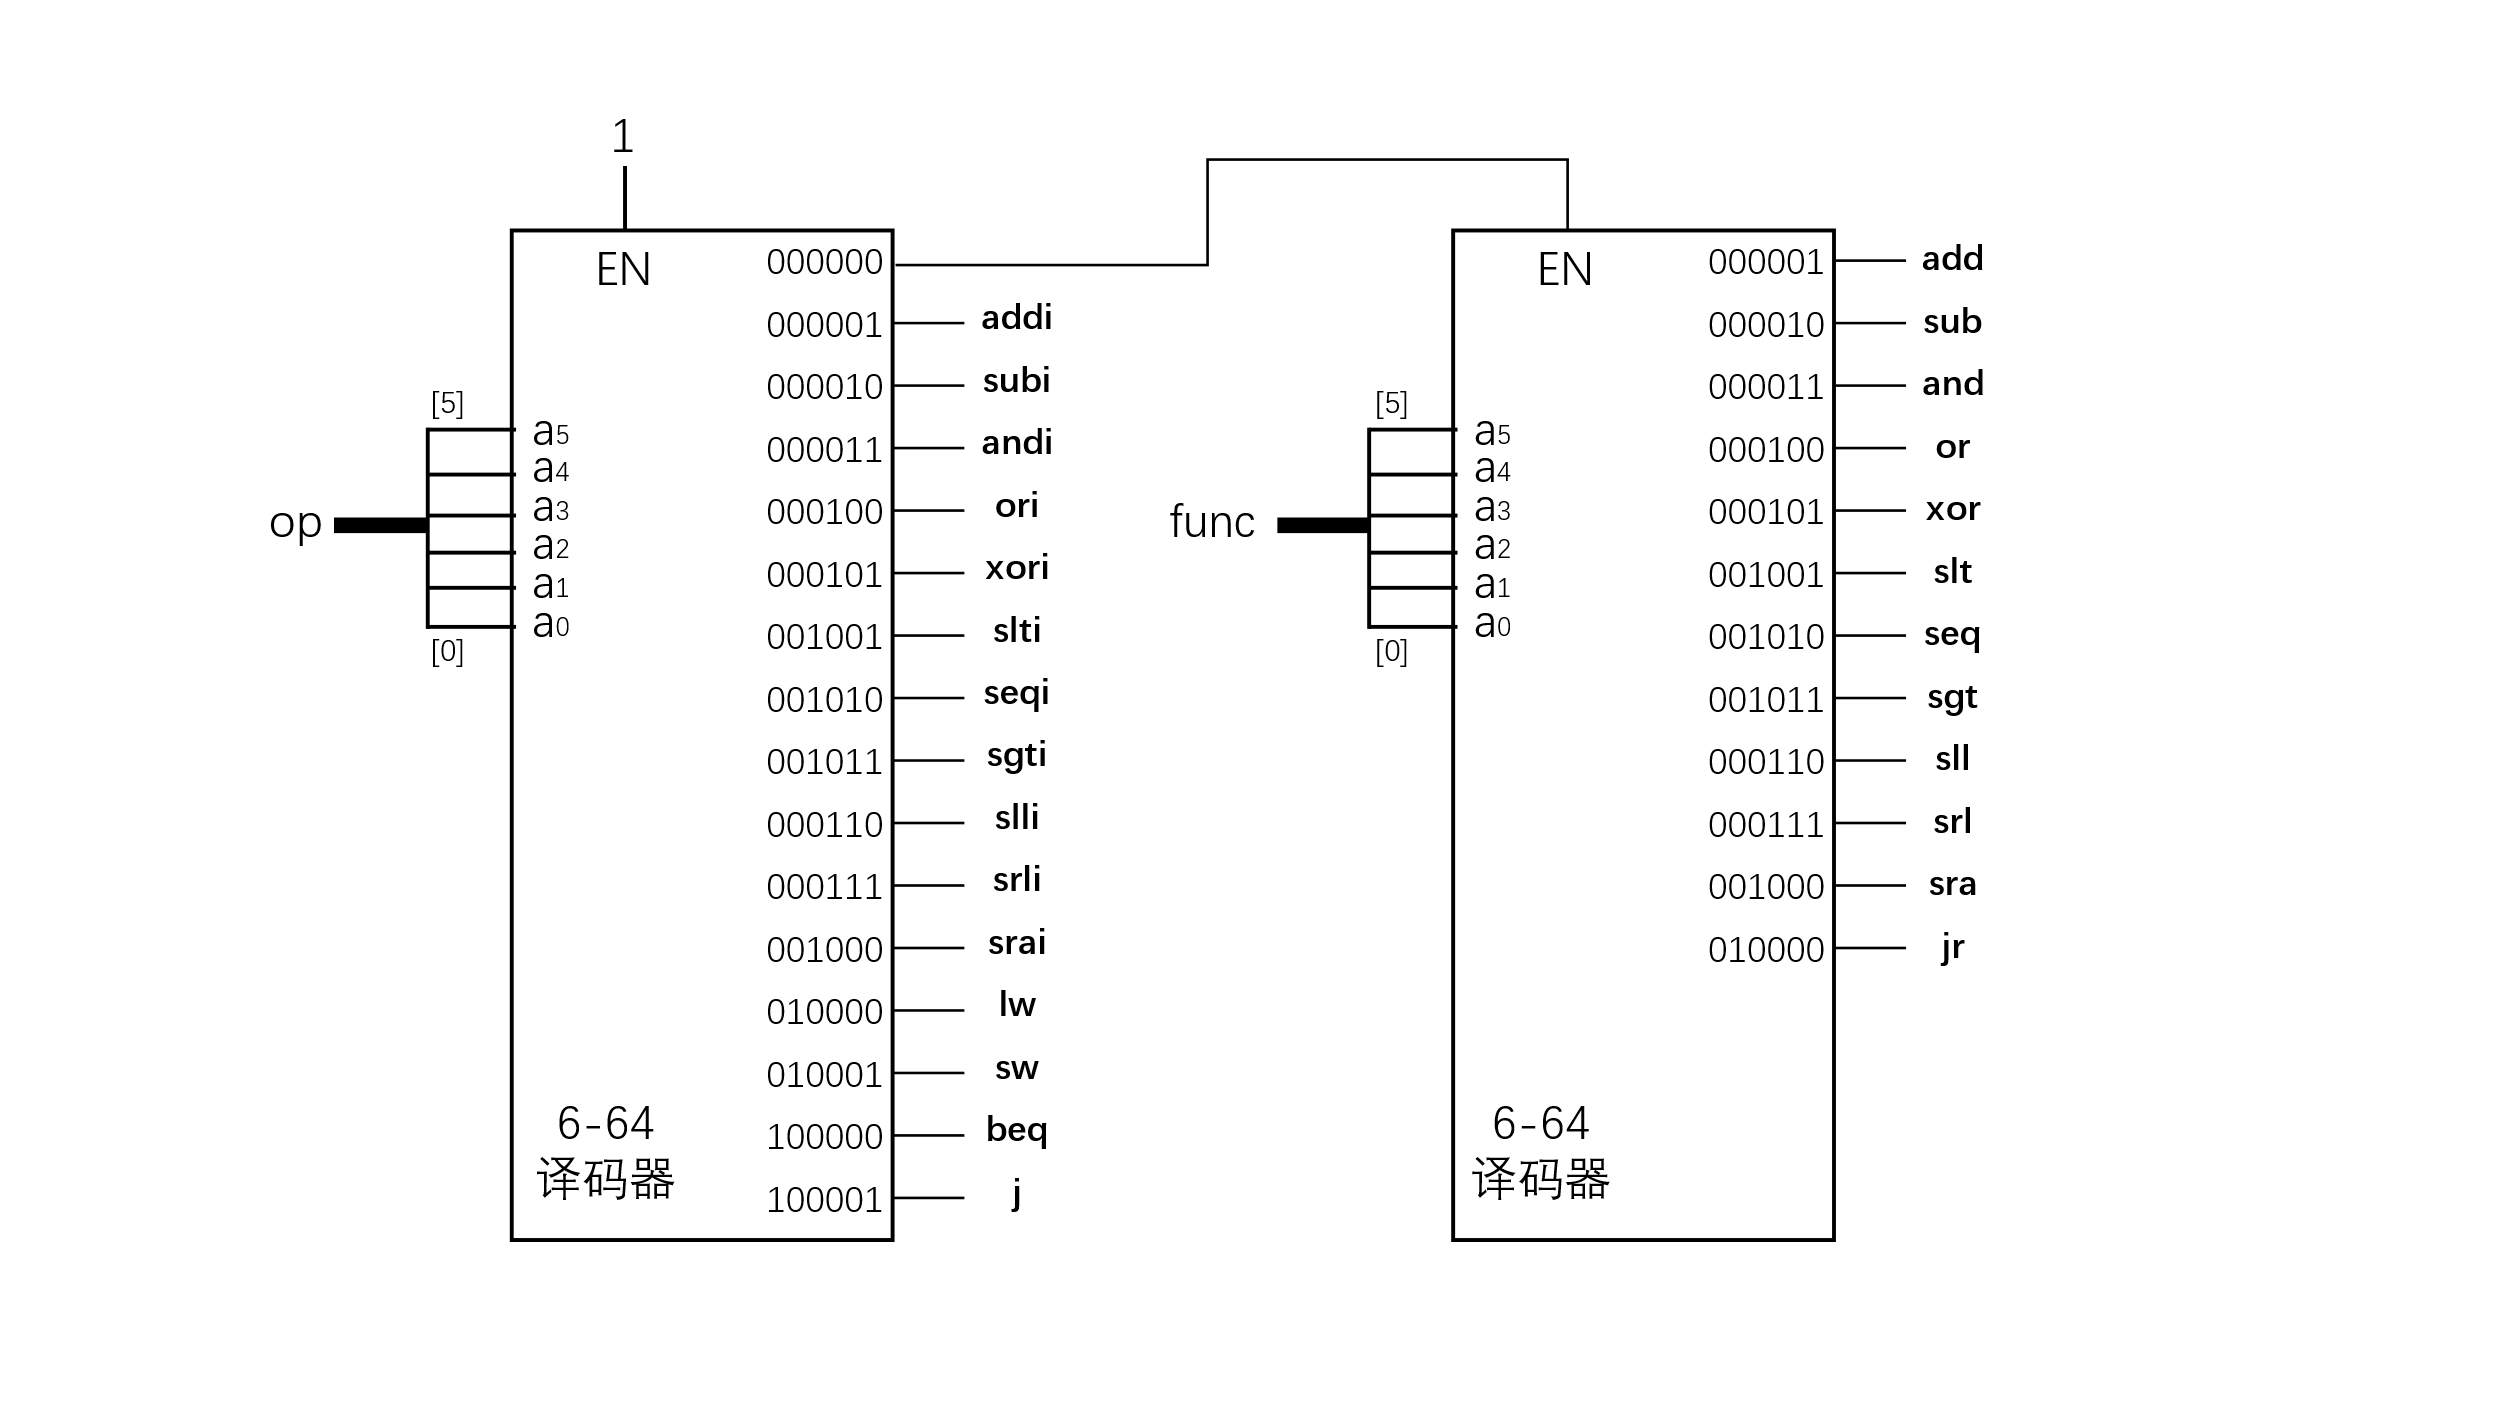 1
EN
000000
000001 addi
000010 subi
000011 andi
000100 ori
000101 xori
001001 slti
001010 seqi
001011 sgti
000110 slli
000111 srli
001000 srai
010000 lw
010001 sw
100000 beq
100001 j
op
[5]
a5
a4
a3
a2
a1
a0
[0]
6-64
译码器
EN
000001 add
000010 sub
000011 and
000100 or
000101 xor
001001 slt
001010 seq
001011 sgt
000110 sll
000111 srl
001000 sra
010000 jr
func
[5]
a5
a4
a3
a2
a1
a0
[0]
6-64
译码器